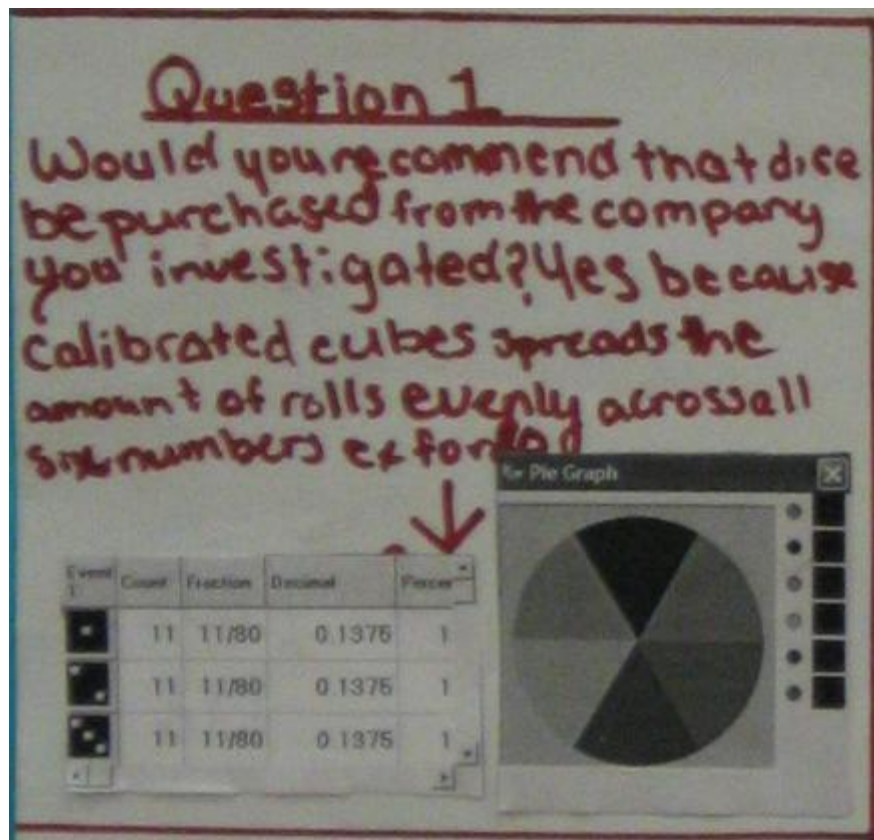 Question 1
Would you recommend that dice
be purchased from the company
you investigated? Yes because
calibrated cubes spreads the
amount of rolls evenly across all
six numbers
Pie Graph
Event 1 Count Fraction Decimal
11 11/80 0.1375 1
11 11/80 0.1375 1
11 11/80 0.1375 1